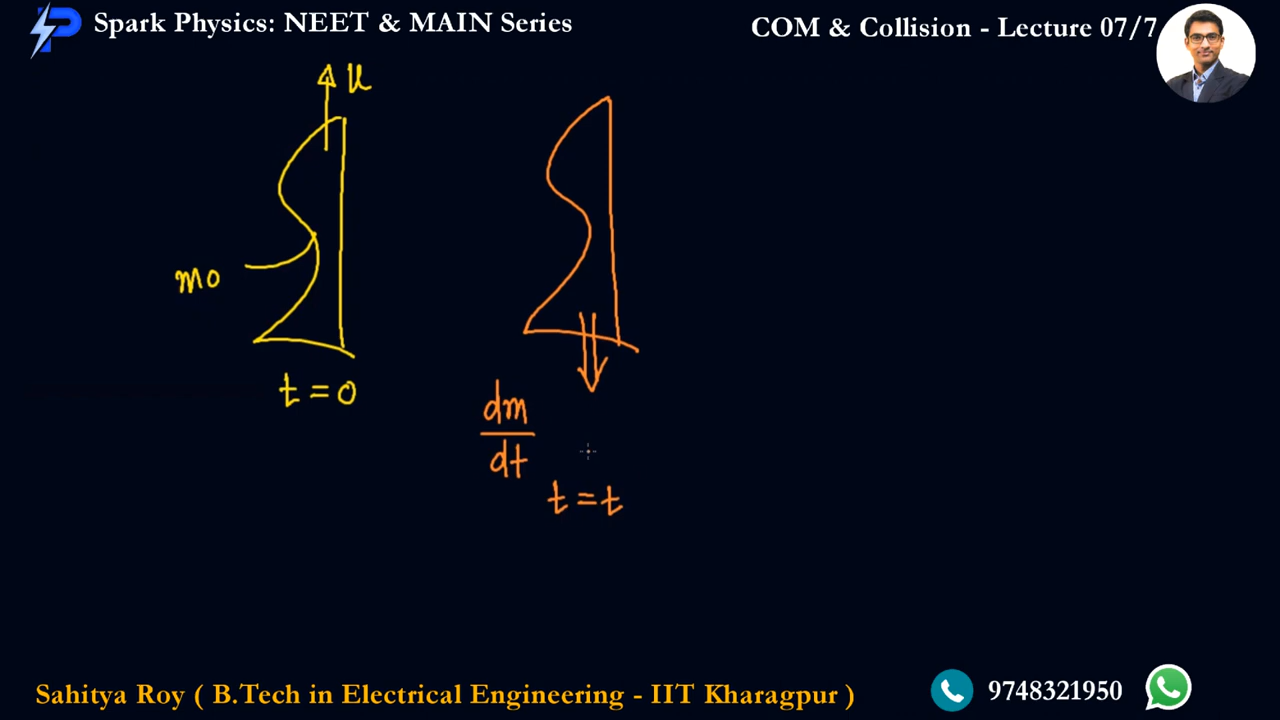 Spark Physics: NEET & MAIN Series
COM & Collision - Lecture 07/7
u
m0
t = 0
dm
dt
t = t
Sahitya Roy ( B.Tech in Electrical Engineering - IIT Kharagpur )
9748321950